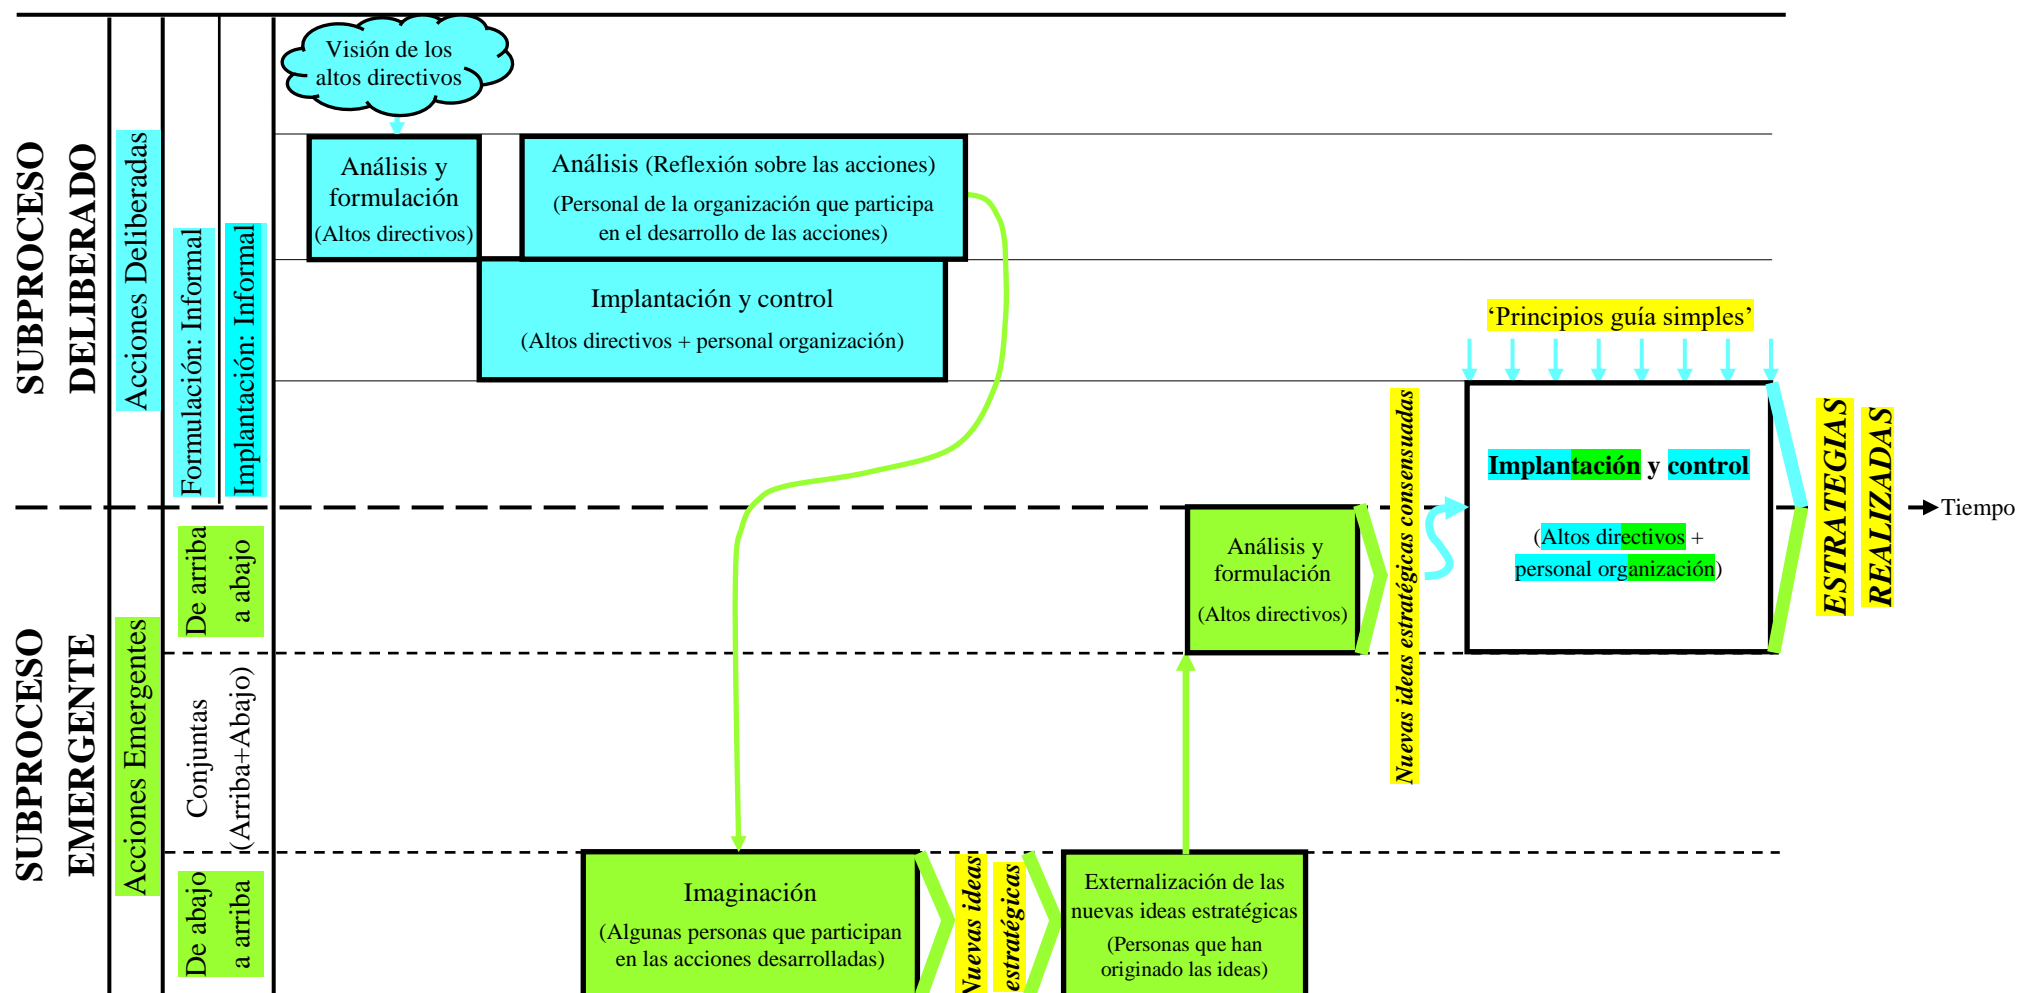 Visión de los
altos directivos
SUBPROCESO
DELIBERADO
Acciones Deliberadas
Formulación: Informal
Implantación: Informal
Análisis y
formulación
(Altos directivos)
Análisis (Reflexión sobre las acciones)
(Personal de la organización que participa
en el desarrollo de las acciones)
Implantación y control
(Altos directivos + personal organización)
‘Principios guía simples’
Implantación y control
(Altos directivos +
personal organización)
ESTRATEGIAS
REALIZADAS
Tiempo
Nuevas ideas estratégicas consensuadas
SUBPROCESO
EMERGENTE
Acciones Emergentes
De arriba
a abajo
Análisis y
formulación
(Altos directivos)
Conjuntas
(Arriba+Abajo)
De abajo
a arriba
Imaginación
(Algunas personas que participan
en las acciones desarrolladas)
Nuevas ideas
estratégicas
Externalización de las
nuevas ideas estratégicas
(Personas que han
originado las ideas)